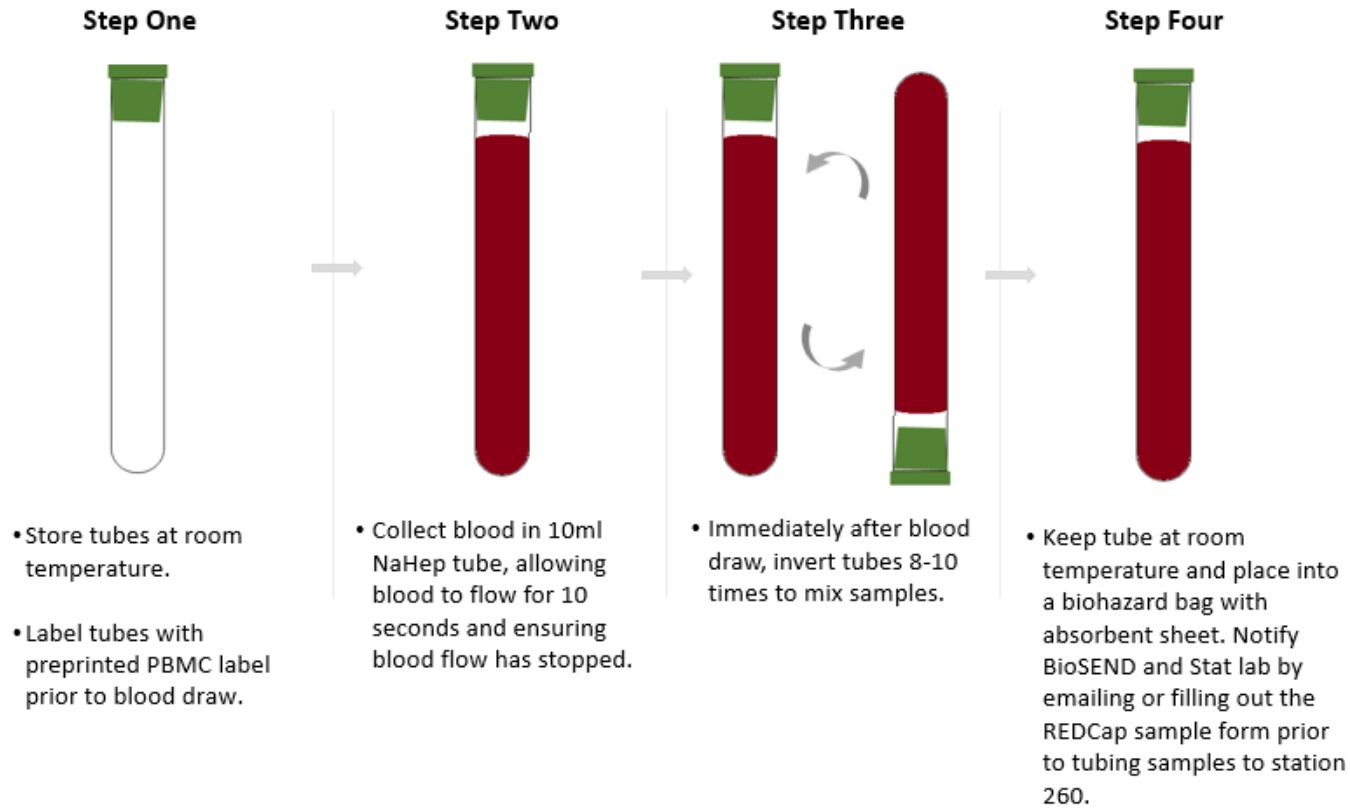 Step One
• Store tubes at room
temperature.
• Label tubes with
preprinted PBMC label
prior to blood draw.
Step Two
• Collect blood in 10ml
NaHep tube, allowing
blood to flow for 10
seconds and ensuring
blood flow has stopped.
Step Three
• Immediately after blood
draw, invert tubes 8-10
times to mix samples.
Step Four
• Keep tube at room
temperature and place into
a biohazard bag with
absorbent sheet. Notify
BioSEND and Stat lab by
emailing or filling out the
REDCap sample form prior
to tubing samples to station
260.